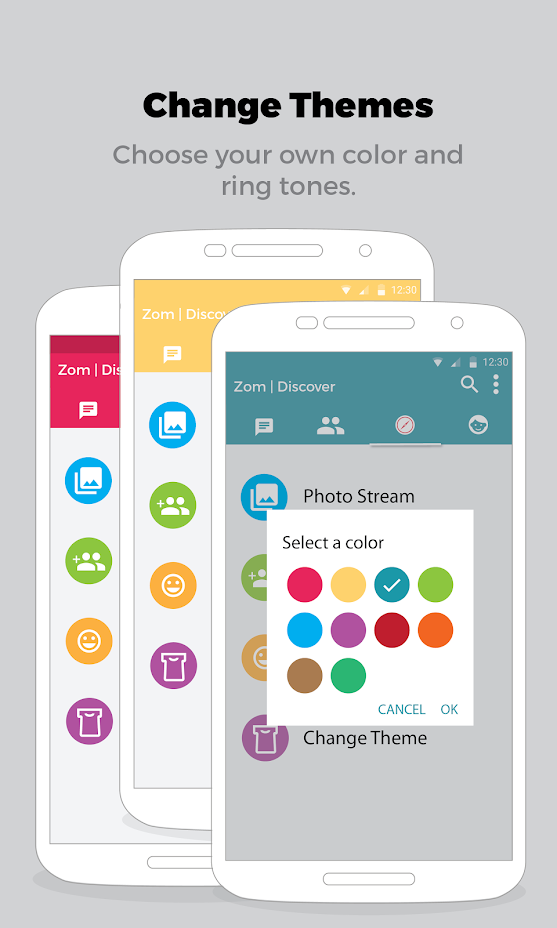 Change Themes
Choose your own color and
ring tones.
12:30
Zom | Disco
Zom | Dis
12:30
Zom | Discover
Photo Stream
Select a color
CANCEL OK
Change Theme